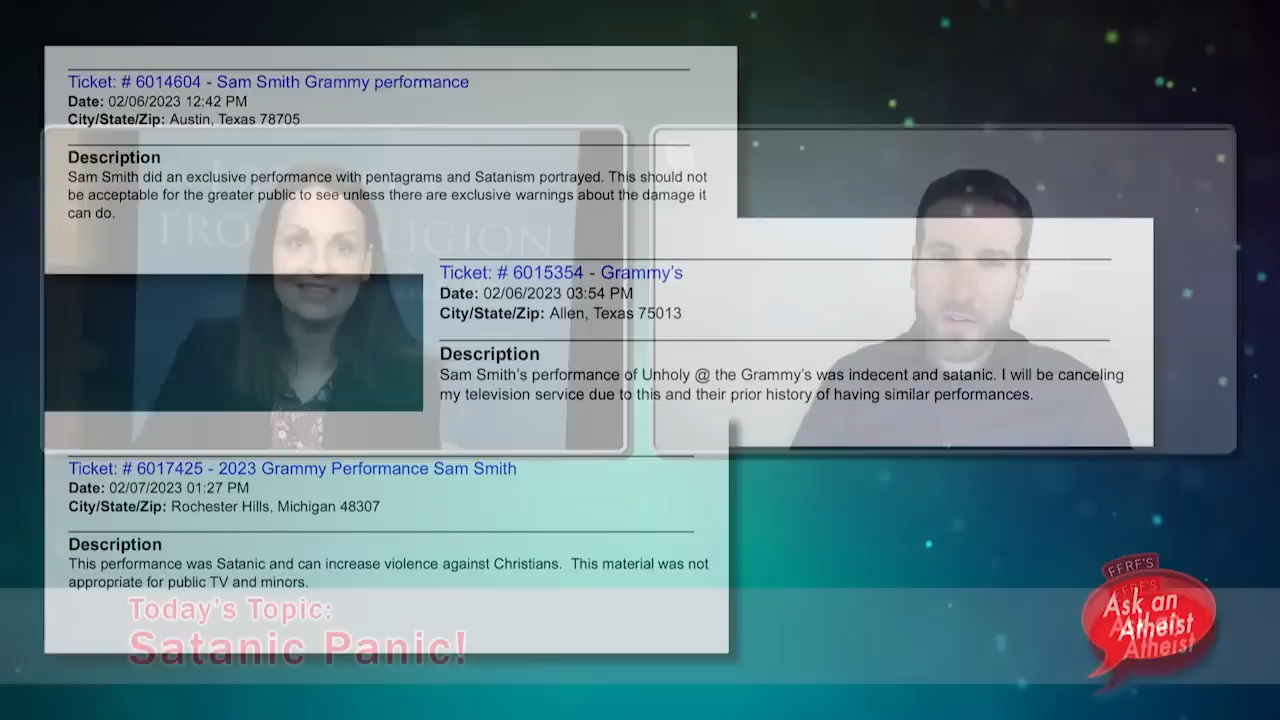 Ticket: # 6014604 - Sam Smith Grammy performance
Date: 02/06/2023 12:42 PM
City/State/Zip: Austin, Texas 78705
Description
Sam Smith did an exclusive performance with pentagrams and Satanism portrayed. This should not
be acceptable for the greater public to see unless there are exclusive warnings about the damage it
can do.
Ticket: # 6015354 - Grammy's
Date: 02/06/2023 03:54 PM
City/State/Zip: Allen, Texas 75013
Description
Sam Smith's performance of Unholy @ the Grammy's was indecent and satanic. I will be canceling
my television service due to this and their prior history of having similar performances.
Ticket: # 6017425 - 2023 Grammy Performance Sam Smith
Date: 02/07/2023 01:27 PM
City/State/Zip: Rochester Hills, Michigan 48307
Description
This performance was Satanic and can increase violence against Christians.  This material was not
appropriate for public TV and minors.
Today's Topic:
Satanic Panic!
FFRF'S
Ask an
Atheist